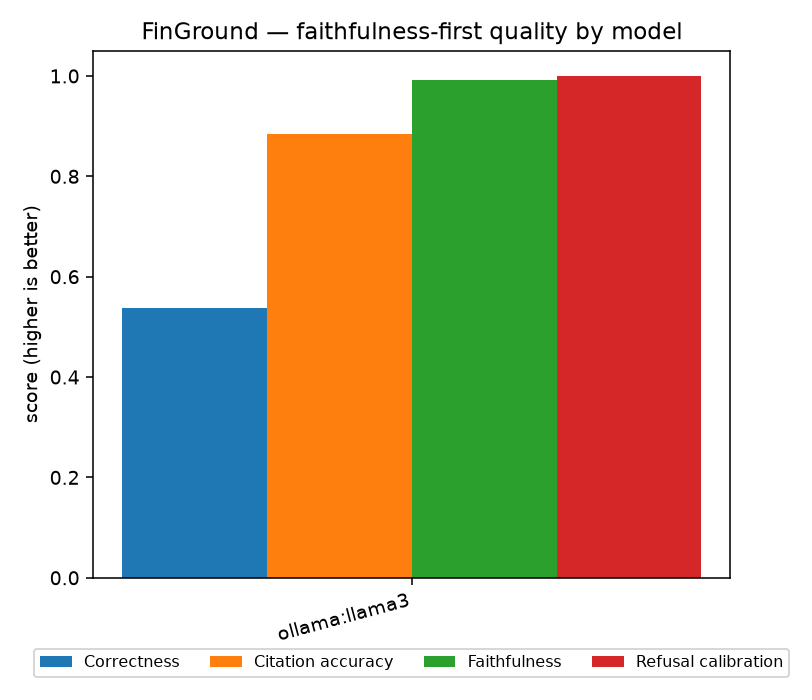 FinGround — faithfulness-first quality by model
score (higher is better)
1.0
0.8
0.6
0.4
0.2
0.0
ollama:llama3
Correctness Citation accuracy Faithfulness Refusal calibration